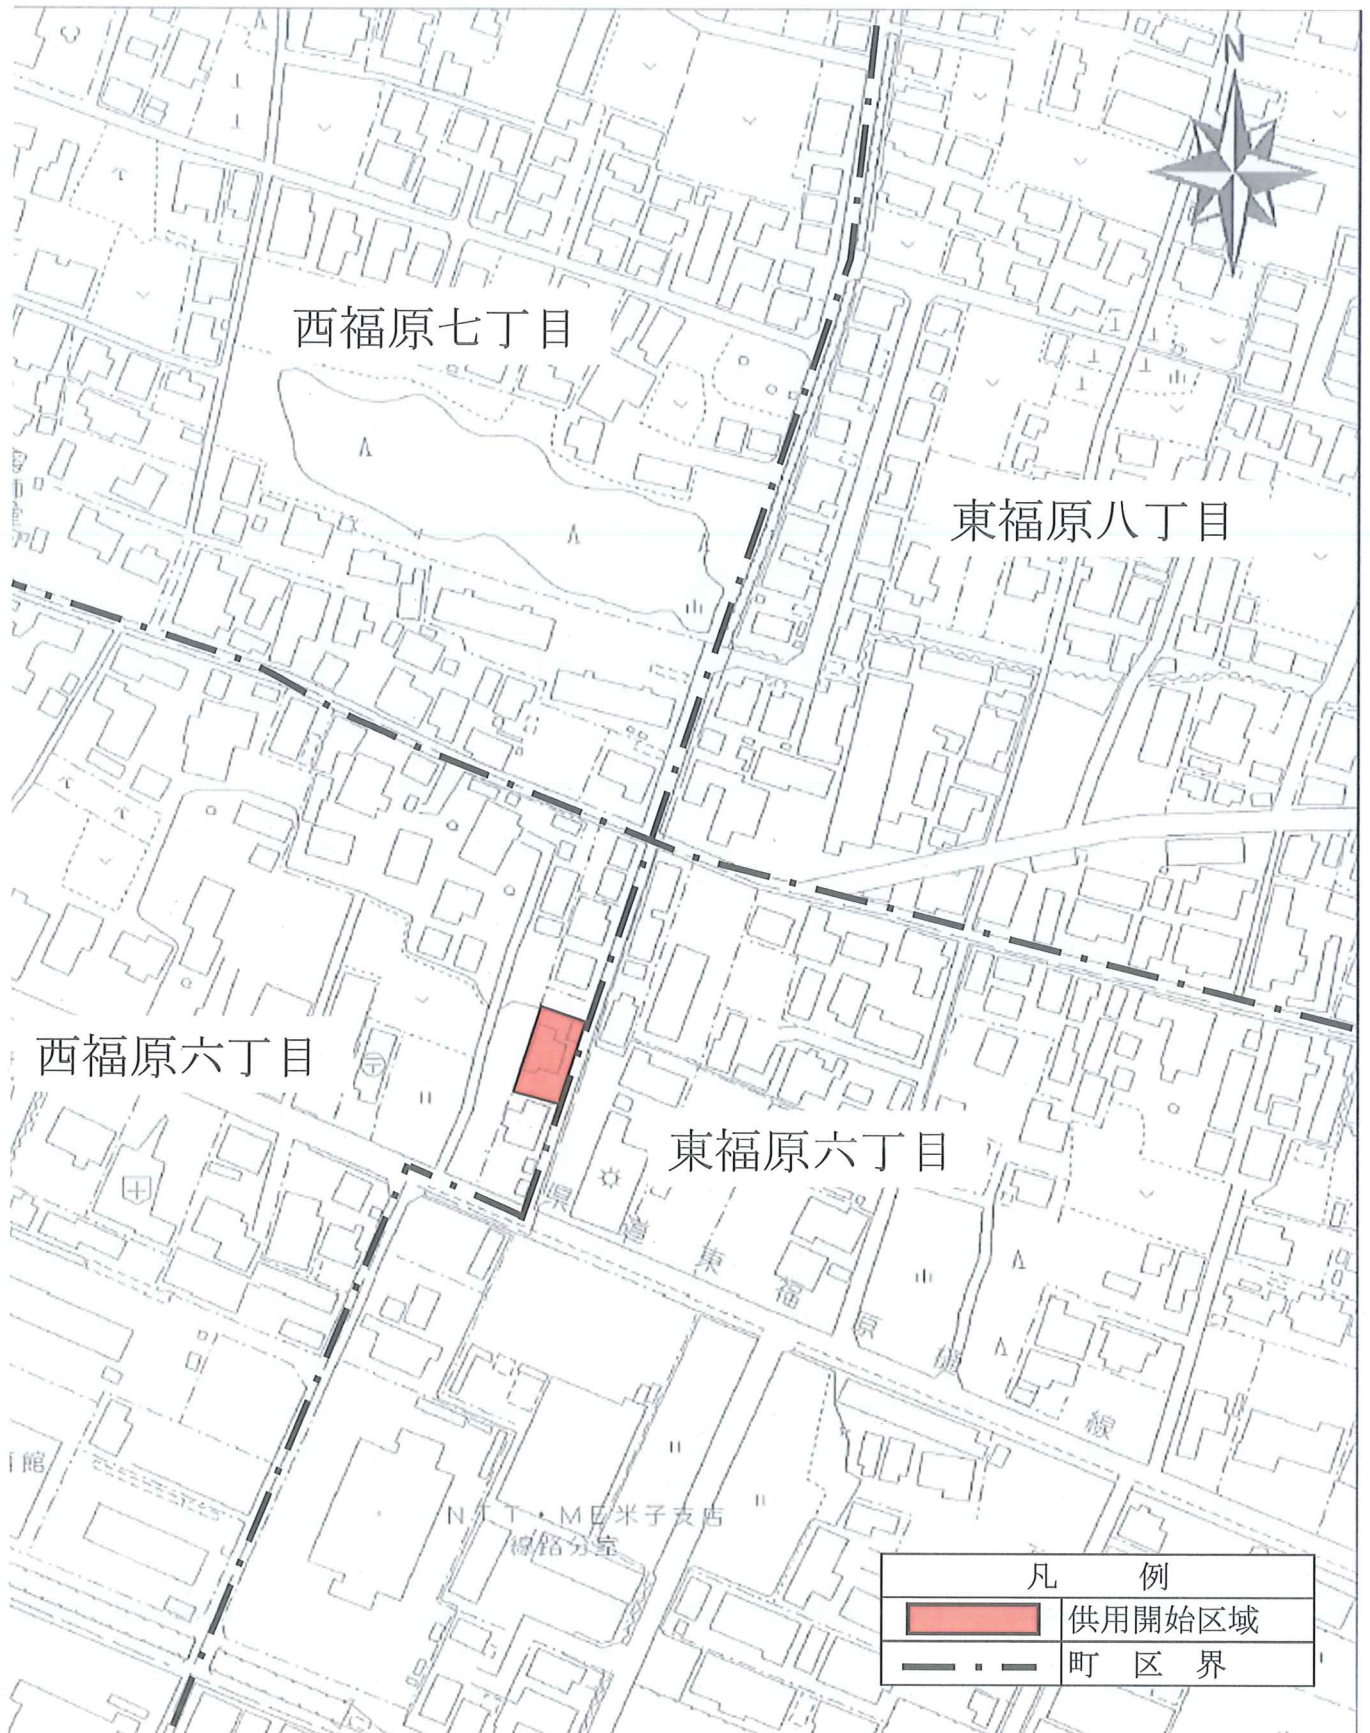 N
西福原七丁目
東福原八丁目
西福原六丁目
東福原六丁目
県道東福原線
NTT・ME米子支店
線路分室
館
凡 例
供用開始区域
町 区 界